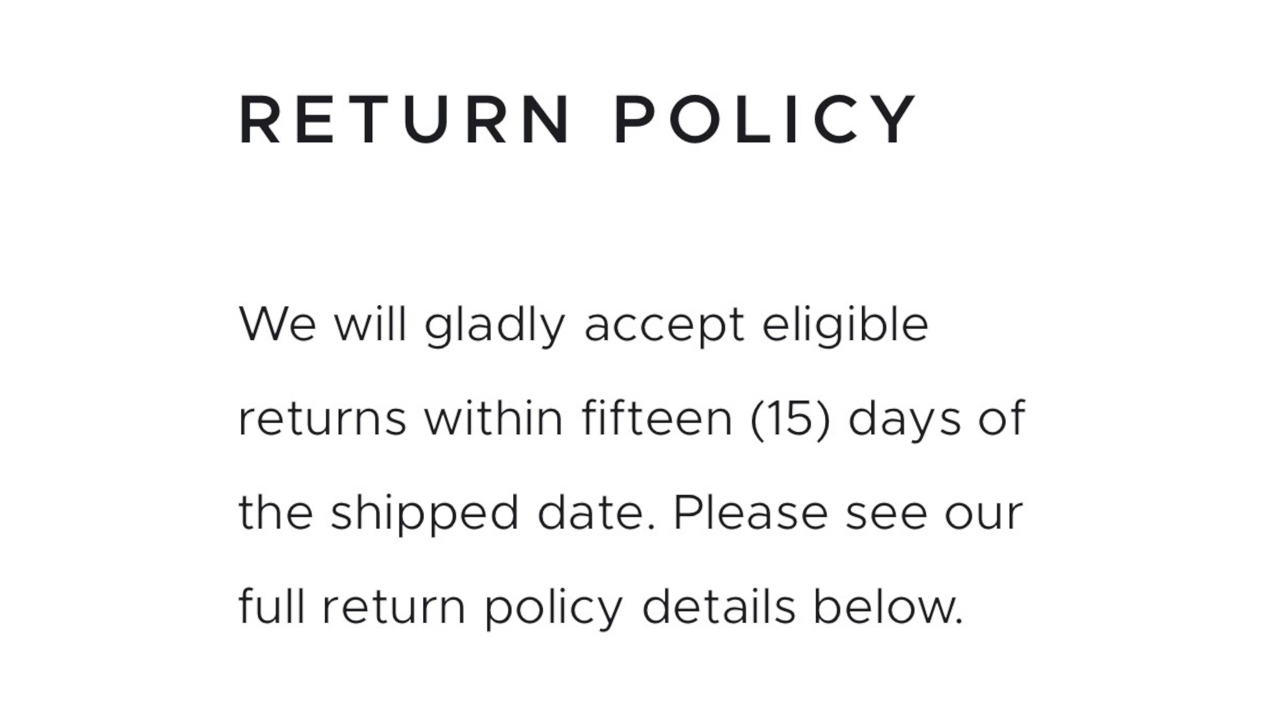 RETURN POLICY
We will gladly accept eligible
returns within fifteen (15) days of
the shipped date. Please see our
full return policy details below.